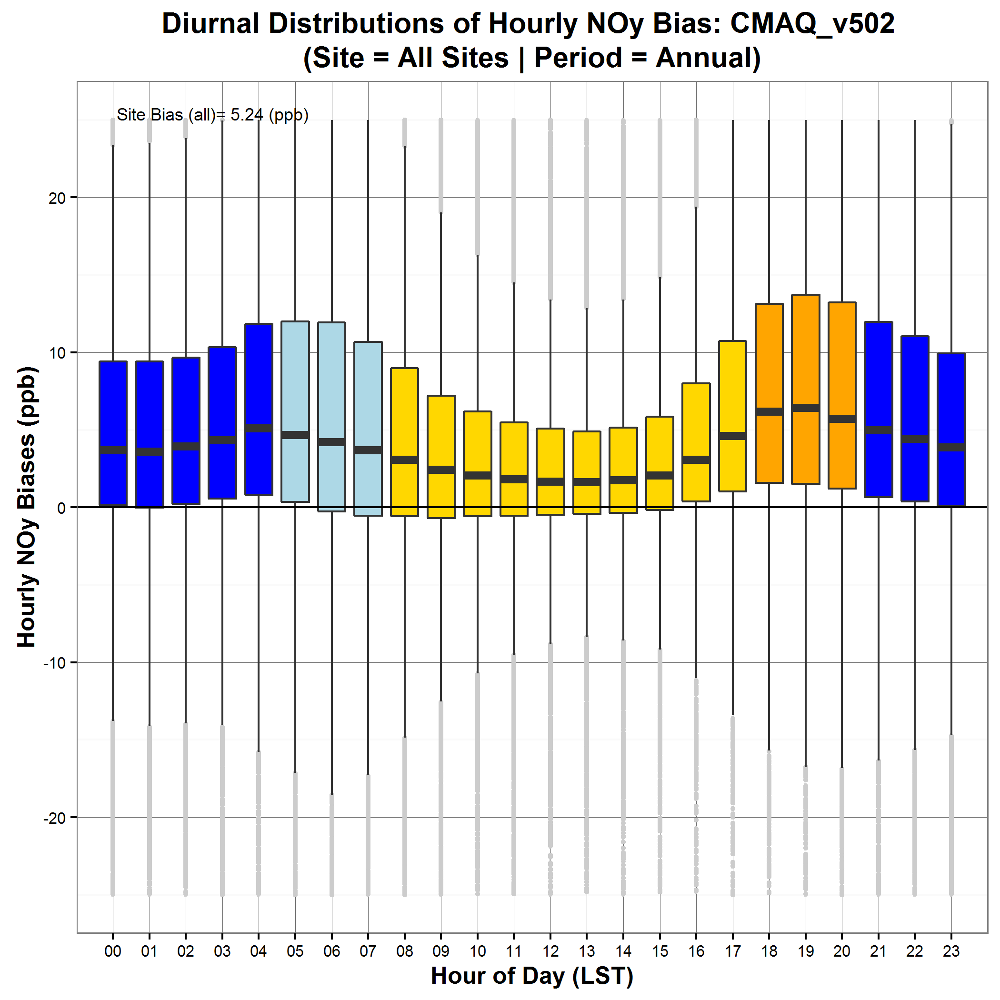 Diurnal Distributions of Hourly NOy Bias: CMAQ_v502
(Site = All Sites | Period = Annual)
Site Bias (all)= 5.24 (ppb)
20
10
0
-10
-20
Hourly NOy Biases (ppb)
00 01 02 03 04 05 06 07 08 09 10 11 12 13 14 15 16 17 18 19 20 21 22 23
Hour of Day (LST)